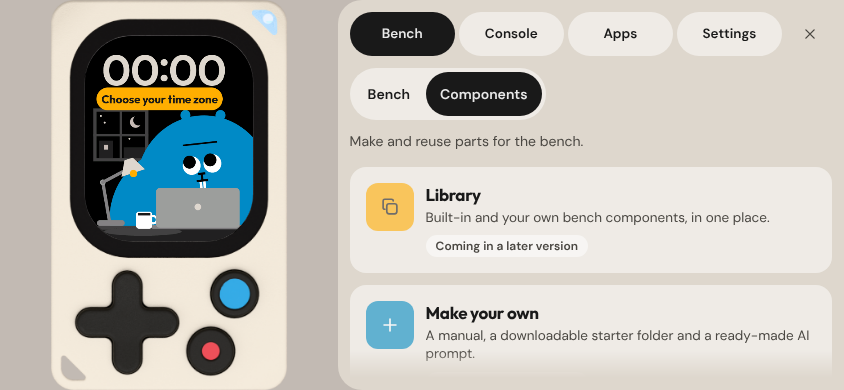 00:00
Choose your time zone
Bench
Console
Apps
Settings
Bench
Components
Make and reuse parts for the bench.
Library
Built-in and your own bench components, in one place.
Coming in a later version
Make your own
A manual, a downloadable starter folder and a ready-made AI
prompt.